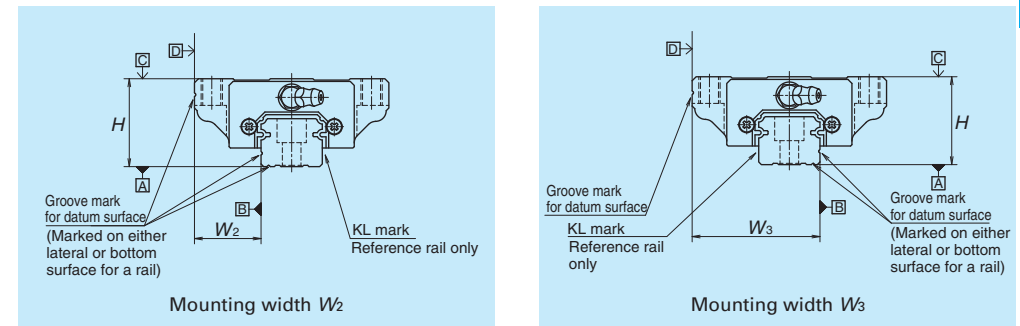 D
C
H
A
Groove mark
for datum surface
(Marked on either
lateral or bottom
surface for a rail)
B
W2
KL mark
Reference rail only
Mounting width W2
D
C
H
A
Groove mark
for datum surface
KL mark
Reference rail
only
W3
B
Groove mark
for datum surface
(Marked on either
lateral or bottom
surface for a rail)
Mounting width W3